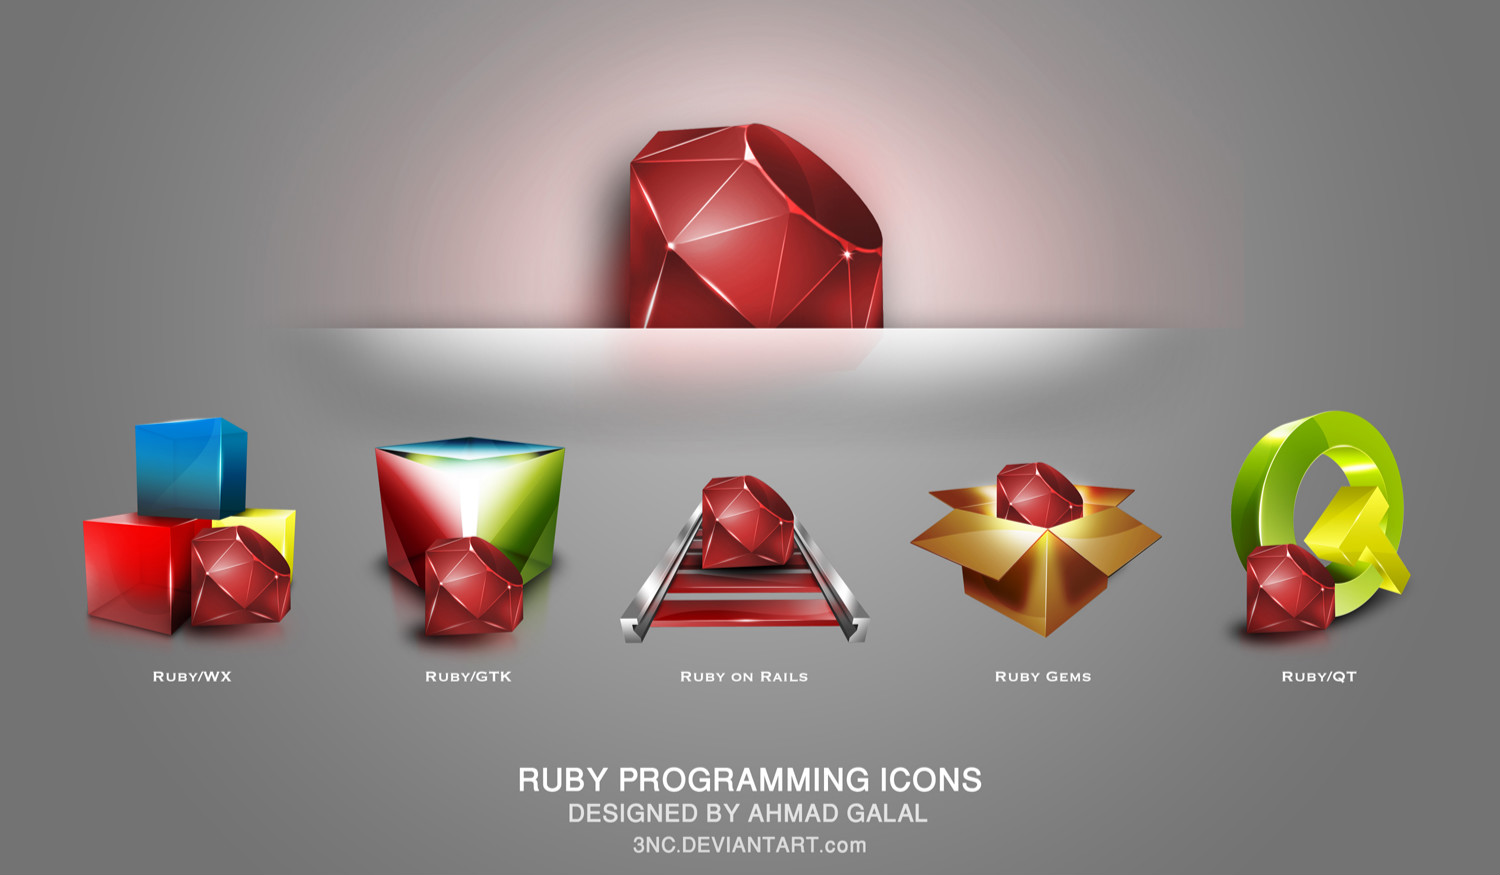 Ruby/WX
Ruby/GTK
Ruby on Rails
Ruby Gems
Ruby/QT
RUBY PROGRAMMING ICONS
DESIGNED BY AHMAD GALAL
3NC.DEVIANTART.com